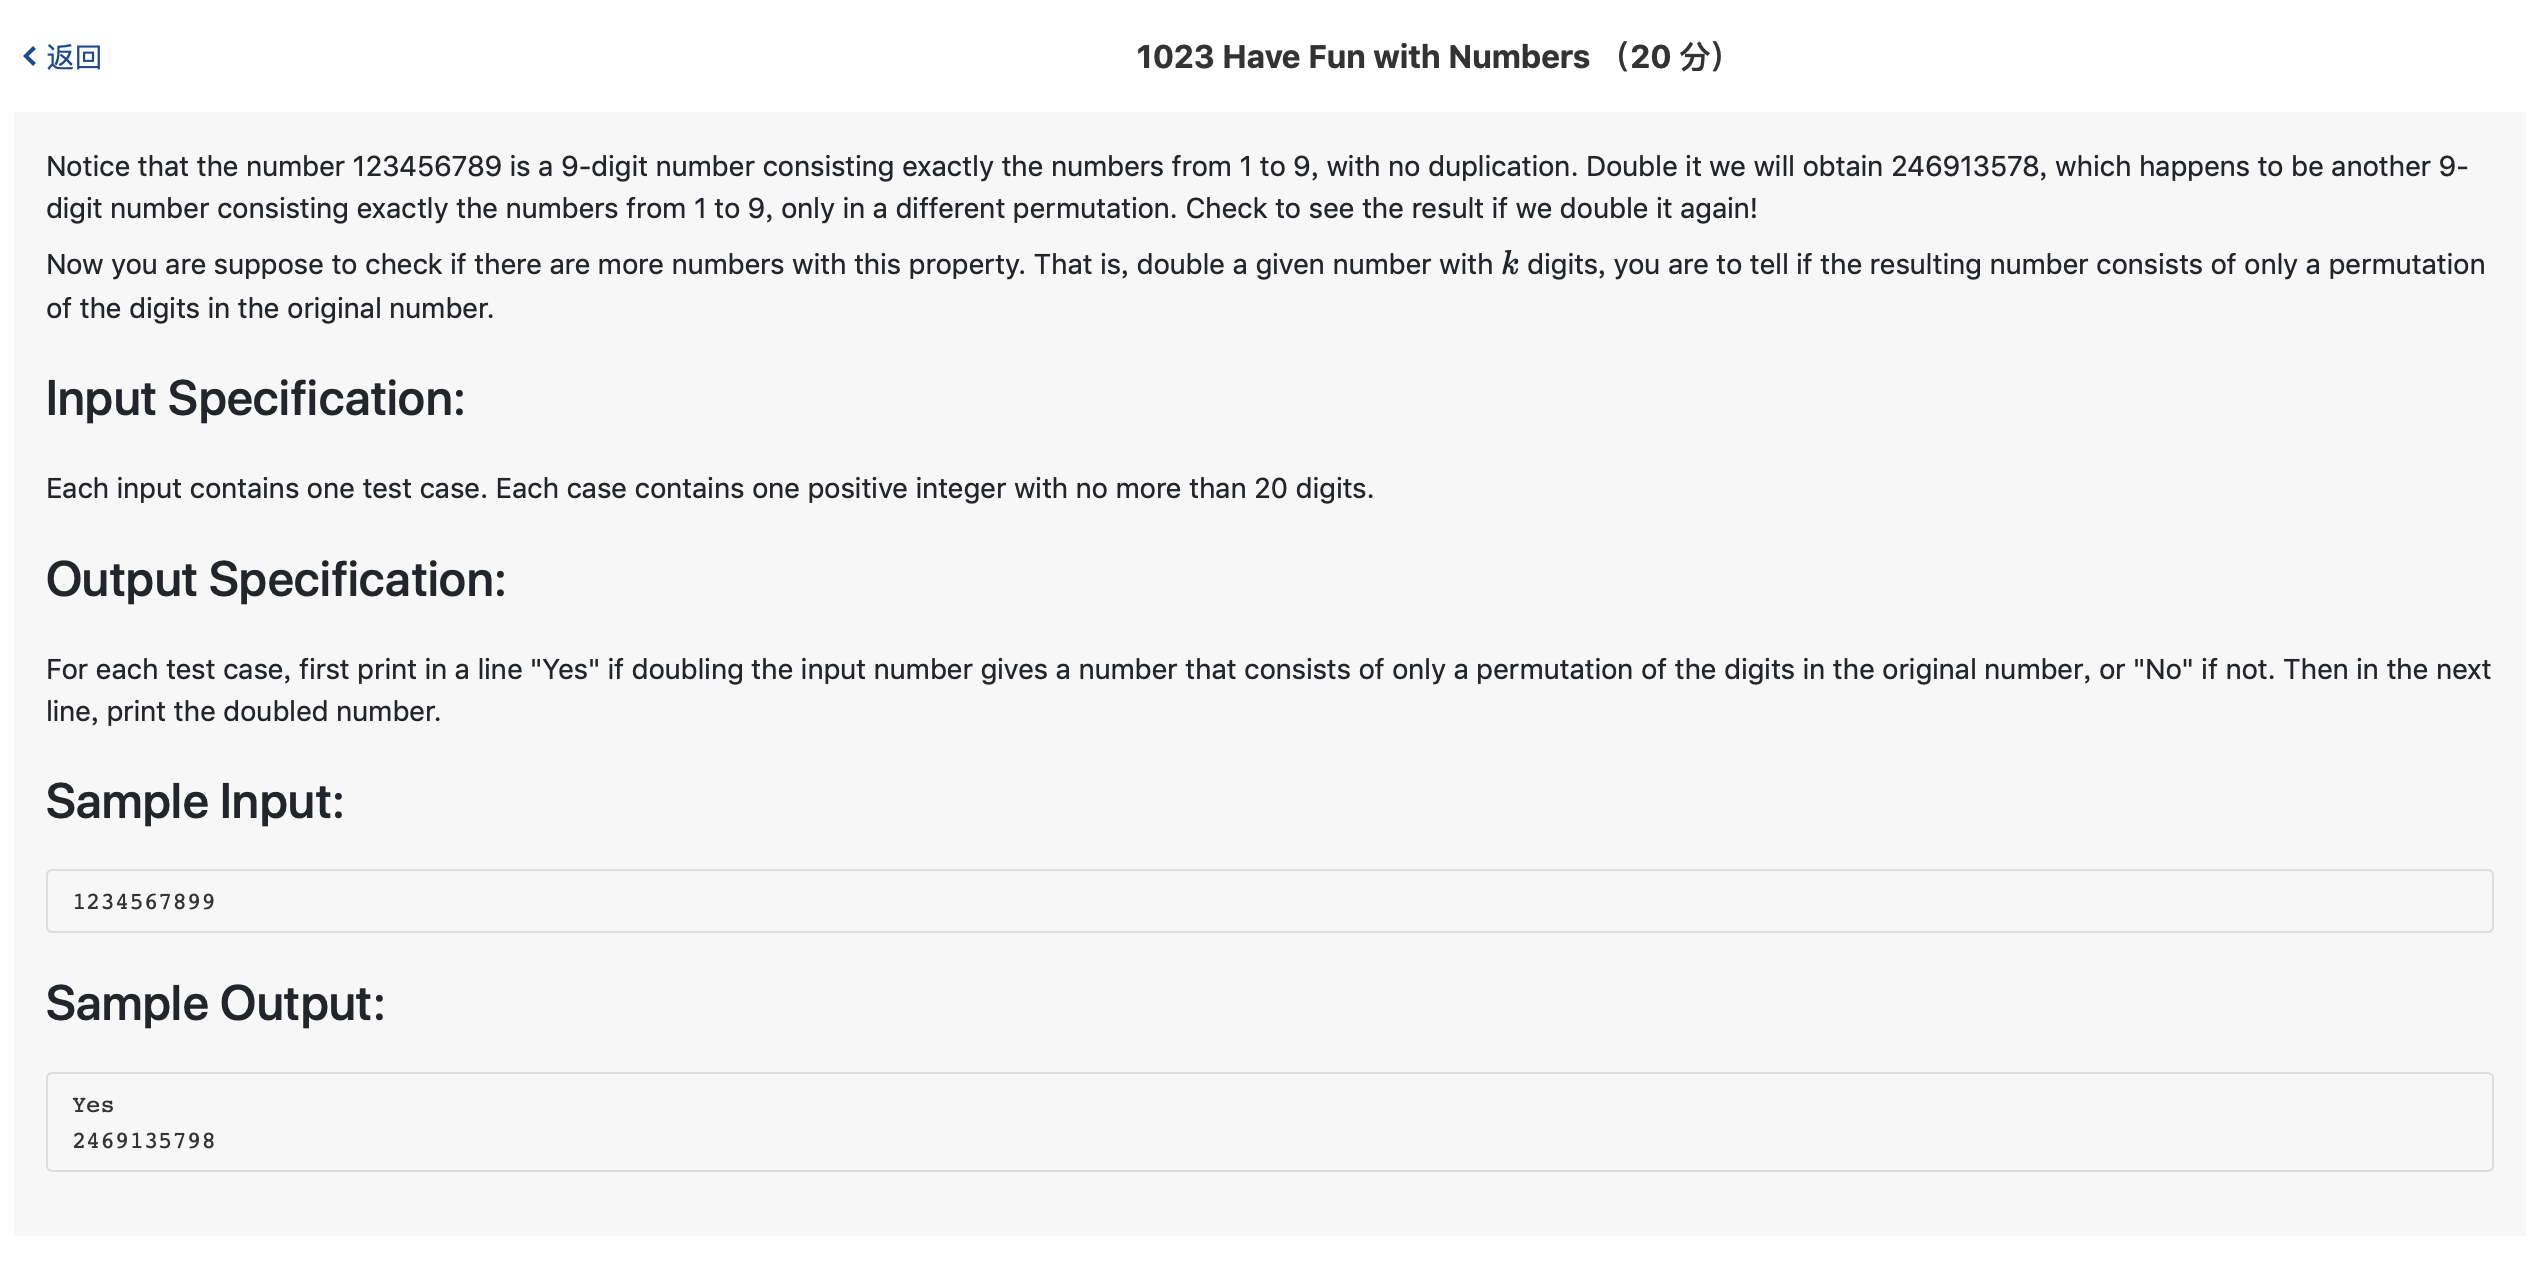 返回
1023 Have Fun with Numbers （20 分）
Notice that the number 123456789 is a 9-digit number consisting exactly the numbers from 1 to 9, with no duplication. Double it we will obtain 246913578, which happens to be another 9-
digit number consisting exactly the numbers from 1 to 9, only in a different permutation. Check to see the result if we double it again!
Now you are suppose to check if there are more numbers with this property. That is, double a given number with k digits, you are to tell if the resulting number consists of only a permutation
of the digits in the original number.
Input Specification:
Each input contains one test case. Each case contains one positive integer with no more than 20 digits.
Output Specification:
For each test case, first print in a line "Yes" if doubling the input number gives a number that consists of only a permutation of the digits in the original number, or "No" if not. Then in the next
line, print the doubled number.
Sample Input:
1234567899
Sample Output:
Yes
2469135798